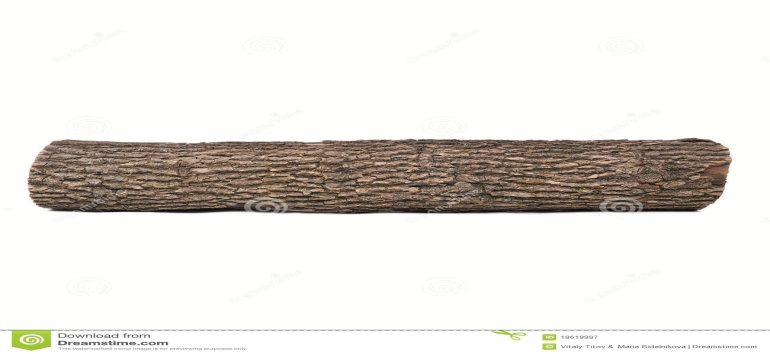 Download from
Dreamstime.com
This watermarked comp image is for previewing purposes only.
18619997
© Vitaly Titov & Maria Sidelnikova | Dreamstime.com